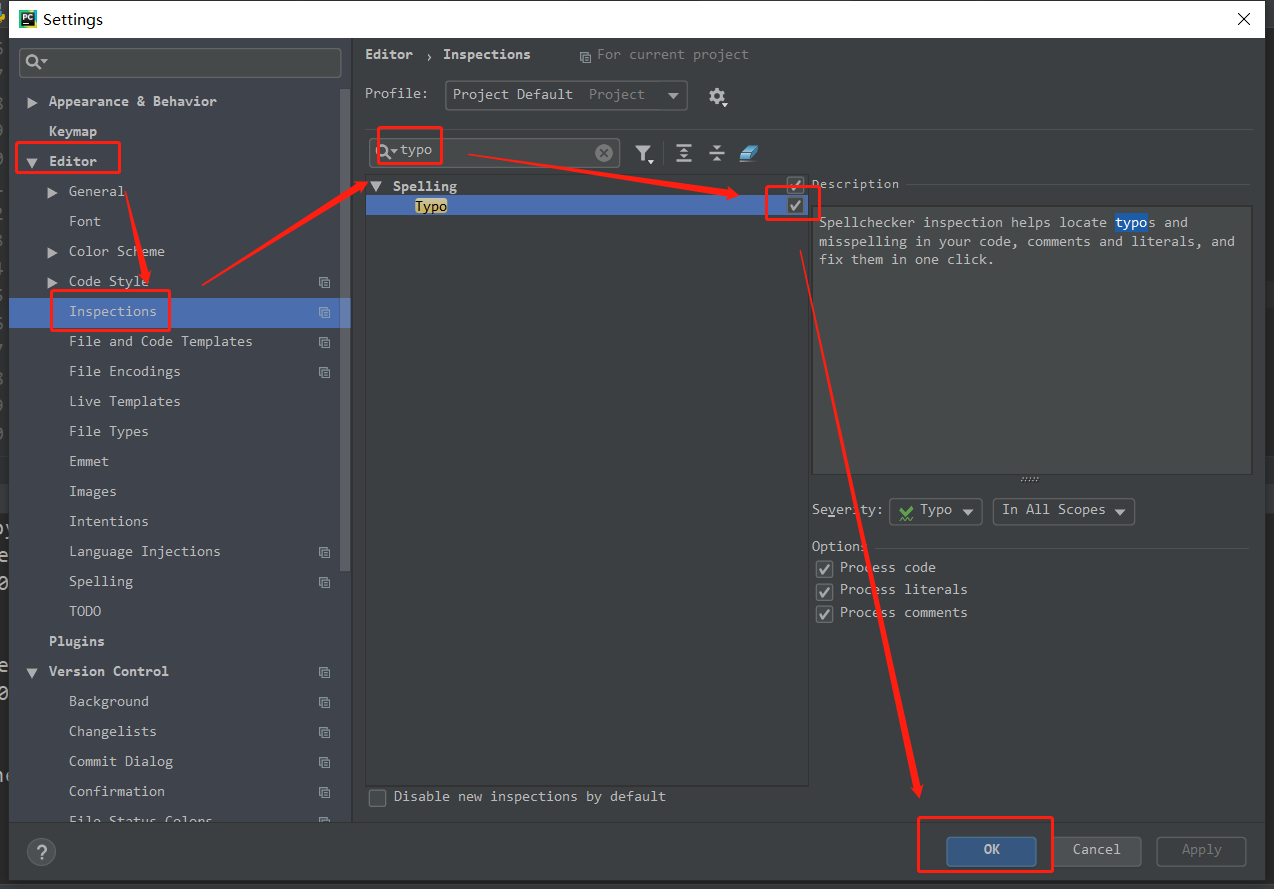 PC Settings
Editor › Inspections For current project
Profile: Project Default Project
Appearance & Behavior
Keymap
Editor
General
Font
Color Scheme
Code Style
Inspections
File and Code Templates
File Encodings
Live Templates
File Types
Emmet
Images
Intentions
Language Injections
Spelling
TODO
Plugins
Version Control
Background
Changelists
Commit Dialog
Confirmation
File Status Colors
typo
Spelling
Typo
Description
Spellchecker inspection helps locate typos and
misspelling in your code, comments and literals, and
fix them in one click.
Severity: Typo In All Scopes
Options
Process code
Process literals
Process comments
Disable new inspections by default
?
OK Cancel Apply